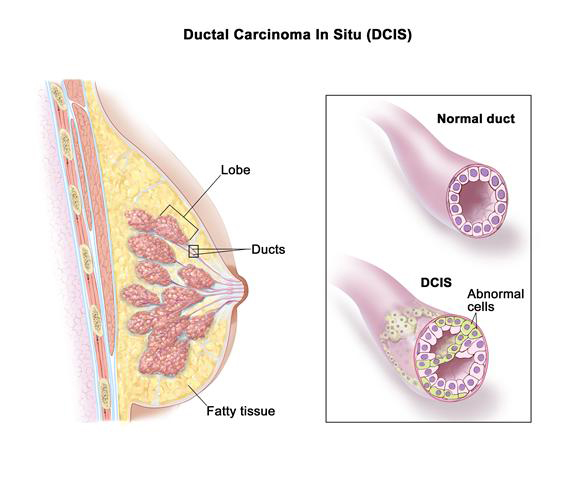 Ductal Carcinoma In Situ (DCIS)
Lobe
Ducts
Fatty tissue
Normal duct
DCIS
Abnormal
cells